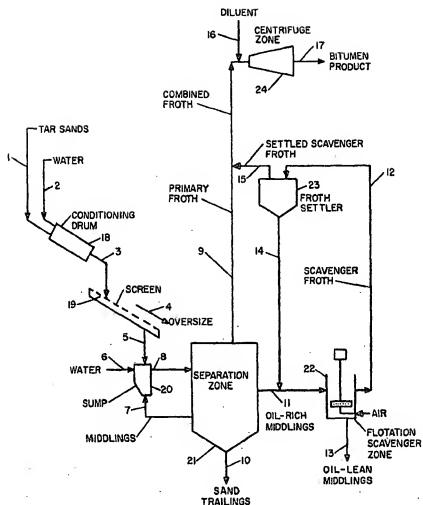 DILUENT
16
CENTRIFUGE
ZONE
17
BITUMEN
PRODUCT
24
COMBINED
FROTH
TAR SANDS
SETTLED SCAVENGER
FROTH
12
15
1
WATER
2
23
FROTH
SETTLER
PRIMARY
FROTH
CONDITIONING
DRUM
18
3
14
9
SCREEN
19
4
OVERSIZE
SCAVENGER
FROTH
5
6
8
WATER
SEPARATION
ZONE
22
20
SUMP
7
11
OIL-RICH
MIDDLINGS
AIR
MIDDLINGS
FLOTATION
SCAVENGER
ZONE
21
10
13
SAND
TRAILINGS
OIL-LEAN
MIDDLINGS